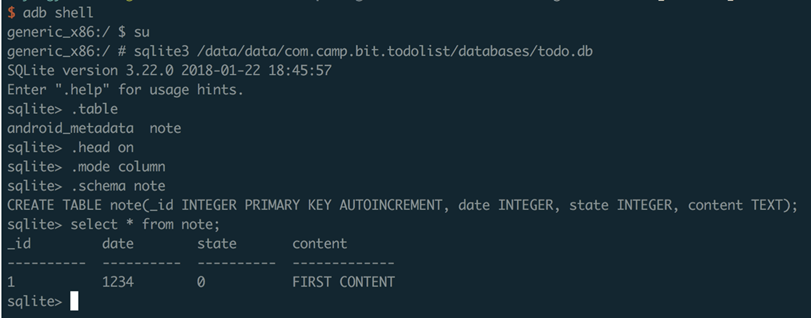 $ adb shell
generic_x86:/ $ su
generic_x86:/ # sqlite3 /data/data/com.camp.bit.todolist/databases/todo.db
SQLite version 3.22.0 2018-01-22 18:45:57
Enter ".help" for usage hints.
sqlite> .table
android_metadata  note
sqlite> .head on
sqlite> .mode column
sqlite> .schema note
CREATE TABLE note(_id INTEGER PRIMARY KEY AUTOINCREMENT, date INTEGER, state INTEGER, content TEXT);
sqlite> select * from note;
_id         date        state       content
----------  ----------  ----------  -------------
1           1234        0           FIRST CONTENT
sqlite>